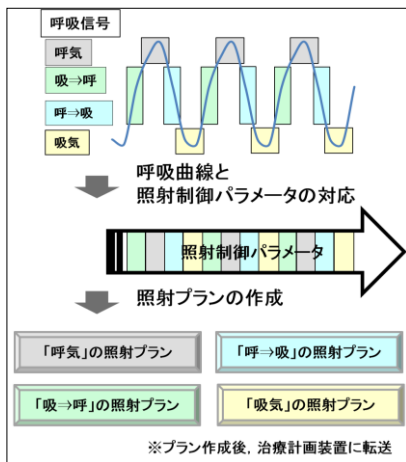 呼吸信号
呼気
吸⇒呼
呼⇒吸
吸気
呼吸曲線と
照射制御パラメータの対応
照射制御パラメータ
照射プランの作成
「呼気」の照射プラン
「呼⇒吸」の照射プラン
「吸⇒呼」の照射プラン
「吸気」の照射プラン
※プラン作成後，治療計画装置に転送